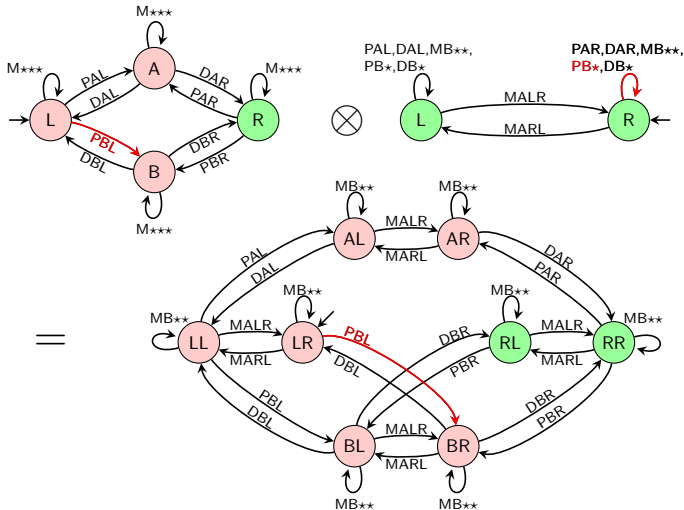 M⋆⋆⋆
A
M⋆⋆⋆
PAL
DAL
DAR
PAR
M⋆⋆⋆
L
R
PBL
DBL
DBR
PBR
B
M⋆⋆⋆
⊗
PAL,DAL,MB⋆⋆,
PB⋆,DB⋆
PAR,DAR,MB⋆⋆,
PB⋆,DB⋆
L
MALR
MARL
R
=
MB⋆⋆
MB⋆⋆
AL
MALR
MARL
AR
PAL
DAL
DAR
PAR
MB⋆⋆
MB⋆⋆
MB⋆⋆
LL
MALR
MARL
LR
PBL
DBR
RL
MALR
MARL
RR
MB⋆⋆
DBL
PBR
PBL
DBL
DBR
PBR
BL
MALR
MARL
BR
MB⋆⋆
MB⋆⋆